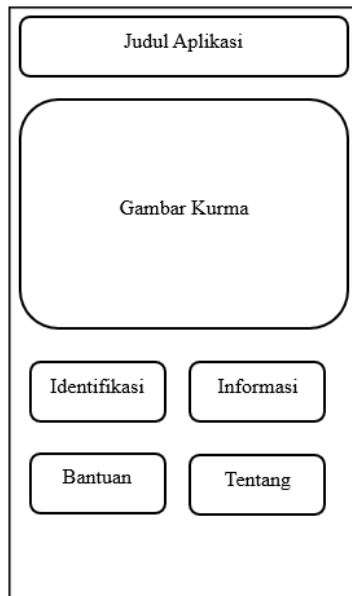 Judul Aplikasi
Gambar Kurma
Identifikasi
Informasi
Bantuan
Tentang